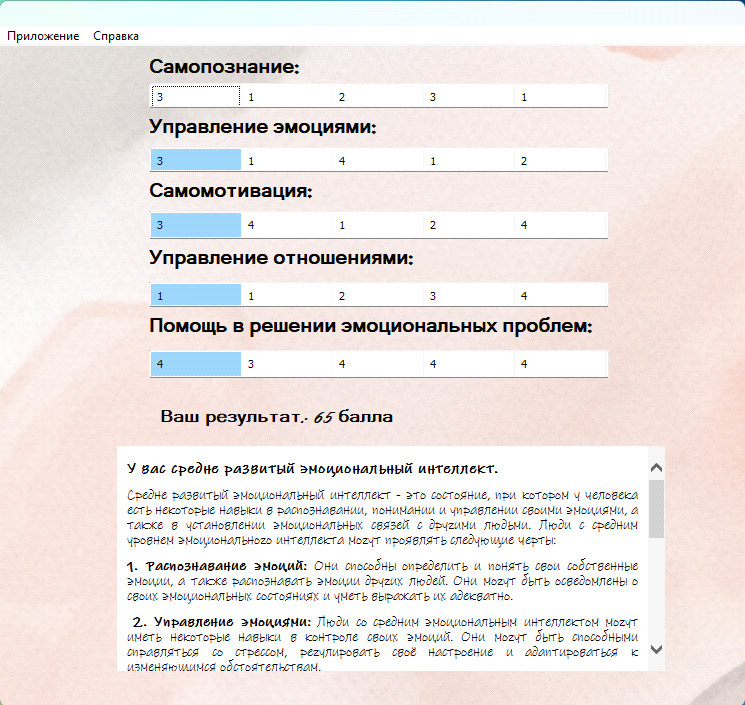 Приложение Справка
Самопознание:
3 1 2 3 1
Управление эмоциями:
3 1 4 1 2
Самомотивация:
3 4 1 2 4
Управление отношениями:
1 1 2 3 4
Помощь в решении эмоциональных проблем:
4 3 4 4 4
Ваш результат:- 65 балла
У вас средне развитый эмоциональный интеллект.
Средне развитый эмоциональный интеллект - это состояние, при котором у человека
есть некоторые навыки в распознавании, понимании и управлении своими эмоциями, а
также в установлении эмоциональных связей с другими людьми. Люди с средним
уровнем эмоционального интеллекта могут проявлять следующие черты:
1. Распознавание эмоций: Они способны определить и понять свои собственные
эмоции, а также распознавать эмоции других людей. Они могут быть осведомлены о
своих эмоциональных состояниях и уметь выражать их адекватно.
2. Управление эмоциями: Люди со средним эмоциональным интеллектом могут
иметь некоторые навыки в контроле своих эмоций. Они могут быть способными
справляться со стрессом, регулировать своё настроение и адаптироваться к
изменяющимся обстоятельствам.